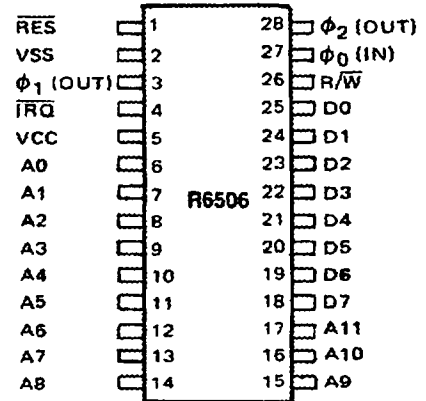 R̅E̅S̅ 1 28 ϕ2 (OUT)
VSS 2 27 ϕ0 (IN)
ϕ1 (OUT) 3 26 R/W̅
I̅R̅Q̅ 4 25 D0
VCC 5 24 D1
A0 6 23 D2
A1 7 22 D3
R6506
A2 8 21 D4
A3 9 20 D5
A4 10 19 D6
A5 11 18 D7
A6 12 17 A11
A7 13 16 A10
A8 14 15 A9